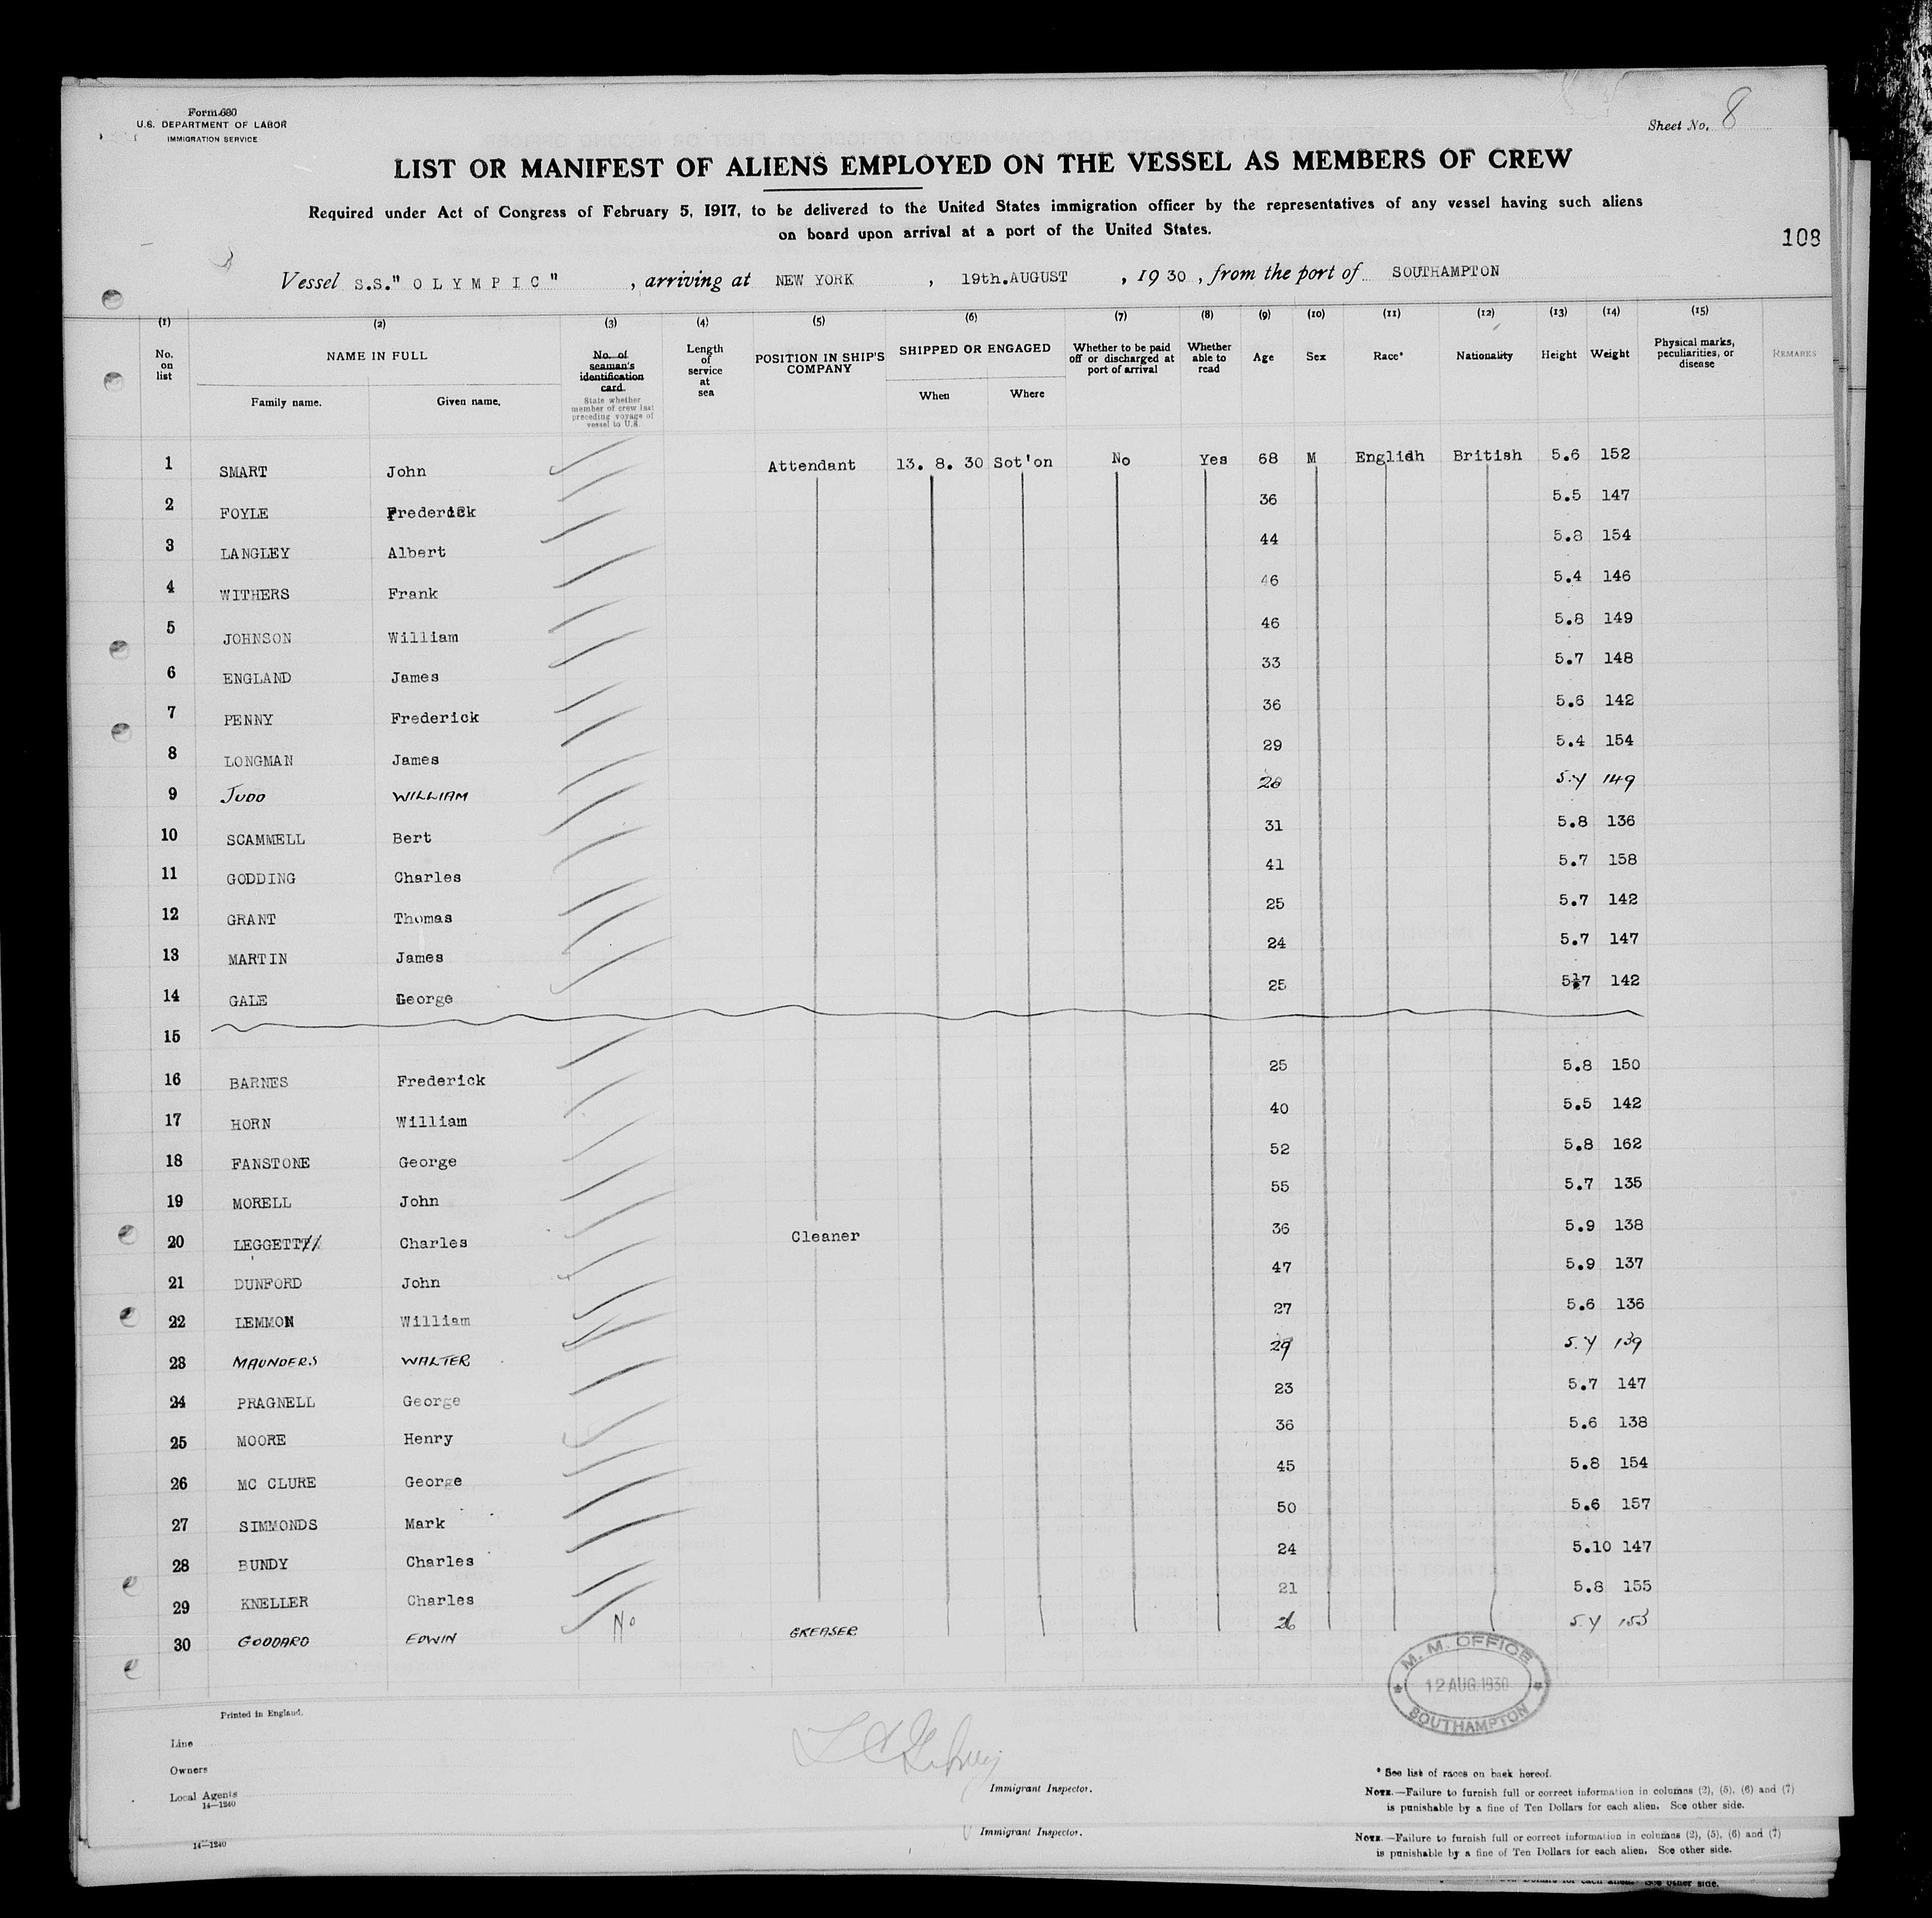 Form 680
U.S. DEPARTMENT OF LABOR
IMMIGRATION SERVICE
Sheet No. 8
LIST OR MANIFEST OF ALIENS EMPLOYED ON THE VESSEL AS MEMBERS OF CREW
Required under Act of Congress of February 5, 1917, to be delivered to the United States immigration officer by the representatives of any vessel having such aliens
on board upon arrival at a port of the United States.
108
Vessel S.S." O L Y M P I C " , arriving at NEW YORK , 19th.AUGUST , 1930 , from the port of SOUTHAMPTON
(1) (2) (3) (4) (5) (6) (7) (8) (9) (10) (11) (12) (13) (14) (15)
No. on list
NAME IN FULL
Family name. Given name.
No. of seaman's identification card.
State whether member of crew last preceding voyage of vessel to U.S.
Length of service at sea
POSITION IN SHIP'S COMPANY
SHIPPED OR ENGAGED
When Where
Whether to be paid off or discharged at port of arrival
Whether able to read
Age
Sex
Race*
Nationality
Height
Weight
Physical marks, peculiarities, or disease
REMARKS
1 SMART John Attendant 13. 8. 30 Sot'on No Yes 68 M English British 5.6 152
2 FOYLE Frederick 36 5.5 147
3 LANGLEY Albert 44 5.8 154
4 WITHERS Frank 46 5.4 146
5 JOHNSON William 46 5.8 149
6 ENGLAND James 33 5.7 148
7 PENNY Frederick 36 5.6 142
8 LONGMAN James 29 5.4 154
9 JUDD WILLIAM 28 5.7 149
10 SCAMMELL Bert 31 5.8 136
11 GODDING Charles 41 5.7 158
12 GRANT Thomas 25 5.7 142
13 MARTIN James 24 5.7 147
14 GALE George 25 5.7 142
15
16 BARNES Frederick 25 5.8 150
17 HORN William 40 5.5 142
18 FANSTONE George 52 5.8 162
19 MORELL John 55 5.7 135
20 LEGGETT Charles Cleaner 36 5.9 138
21 DUNFORD John 47 5.9 137
22 LEMMON William 27 5.6 136
23 MAUNDERS WALTER 29 5.7 139
24 PRAGNELL George 23 5.7 147
25 MOORE Henry 36 5.6 138
26 MC CLURE George 45 5.8 154
27 SIMMONDS Mark 50 5.6 157
28 BUNDY Charles 24 5.10 147
29 KNELLER Charles 21 5.8 155
30 GODDARD EDWIN No GREASER 26 5.7 153
M. M. OFFICE
12 AUG. 1930
SOUTHAMPTON
Printed in England.
Line
Owners
Local Agents
14—1240
Immigrant Inspector.
* See list of races on back hereof.
NOTE.—Failure to furnish full or correct information in columns (2), (5), (6) and (7)
is punishable by a fine of Ten Dollars for each alien. See other side.
14—1240
Immigrant Inspector.
NOTE.—Failure to furnish full or correct information in columns (2), (5), (6) and (7)
is punishable by a fine of Ten Dollars for each alien. See other side.